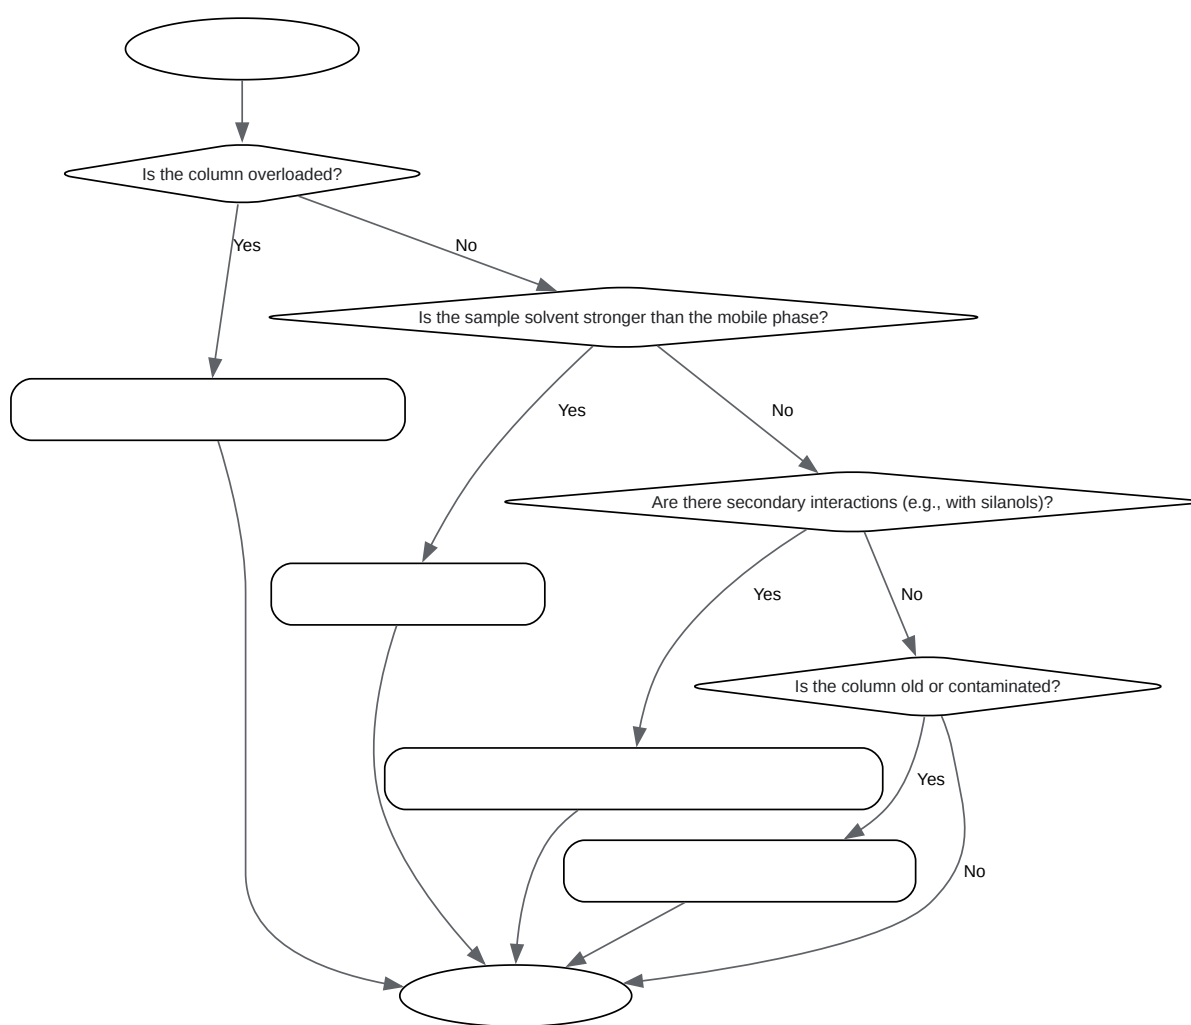 Is the column overloaded?
Yes
No
Is the sample solvent stronger than the mobile phase?
Yes
No
Are there secondary interactions (e.g., with silanols)?
Yes
No
Is the column old or contaminated?
Yes
No